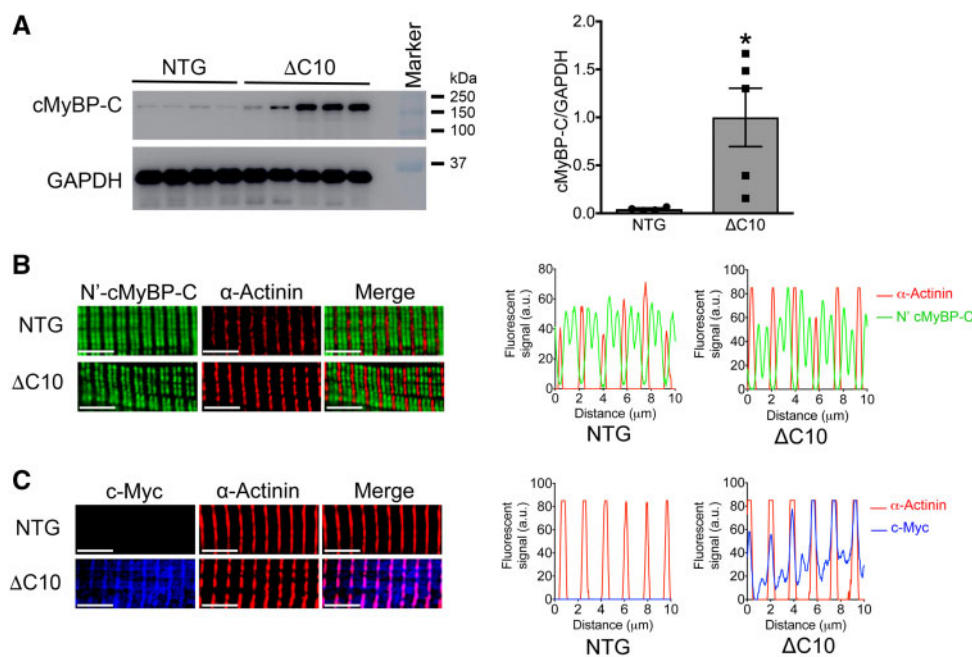 A
NTG ΔC10 Marker
kDa
cMyBP-C
250
150
100
GAPDH
37
cMyBP-C/GAPDH
2.0
1.5
1.0
0.5
0.0
*
NTG ΔC10
B
N'-cMyBP-C α-Actinin Merge
NTG
ΔC10
Fluorescent
signal (a.u.)
80
60
40
20
0
0 2 4 6 8 10
Distance (μm)
NTG
Fluorescent
signal (a.u.)
100
80
60
40
20
0
0 2 4 6 8 10
Distance (μm)
ΔC10
α-Actinin
N' cMyBP-C
C
c-Myc α-Actinin Merge
NTG
ΔC10
Fluorescent
signal (a.u.)
100
80
60
40
20
0
0 2 4 6 8 10
Distance (μm)
NTG
Fluorescent
signal (a.u.)
100
80
60
40
20
0
0 2 4 6 8 10
Distance (μm)
ΔC10
α-Actinin
c-Myc